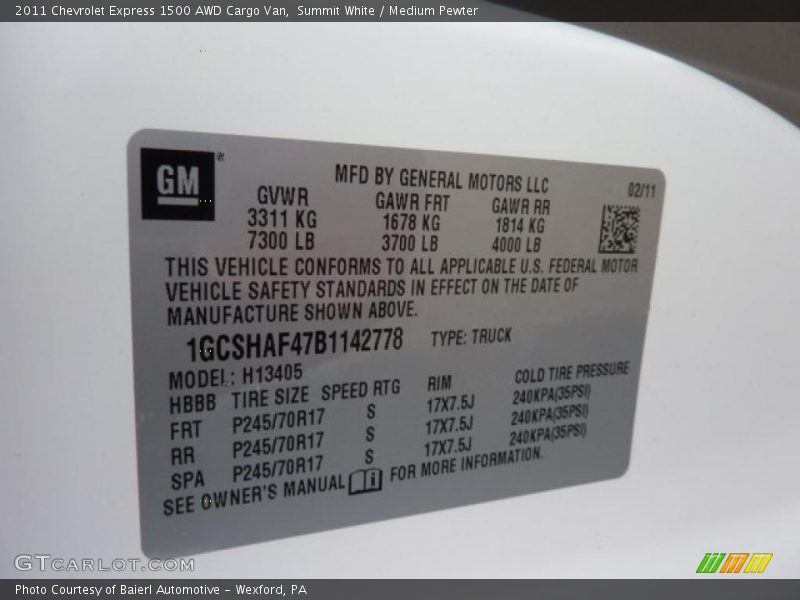 2011 Chevrolet Express 1500 AWD Cargo Van, Summit White / Medium Pewter
GM*
MFD BY GENERAL MOTORS LLC 02/11
GVWR GAWR FRT GAWR RR
3311 KG 1678 KG 1814 KG
7300 LB 3700 LB 4000 LB
THIS VEHICLE CONFORMS TO ALL APPLICABLE U.S. FEDERAL MOTOR
VEHICLE SAFETY STANDARDS IN EFFECT ON THE DATE OF
MANUFACTURE SHOWN ABOVE.
1GCSHAF47B1142778 TYPE: TRUCK
MODEL: H13405
HBBB TIRE SIZE SPEED RTG RIM COLD TIRE PRESSURE
FRT P245/70R17 S 17X7.5J 240KPA(35PSI)
RR P245/70R17 S 17X7.5J 240KPA(35PSI)
SPA P245/70R17 S 17X7.5J 240KPA(35PSI)
SEE OWNER'S MANUAL FOR MORE INFORMATION.
GTCarLot.com
Photo Courtesy of Baierl Automotive - Wexford, PA